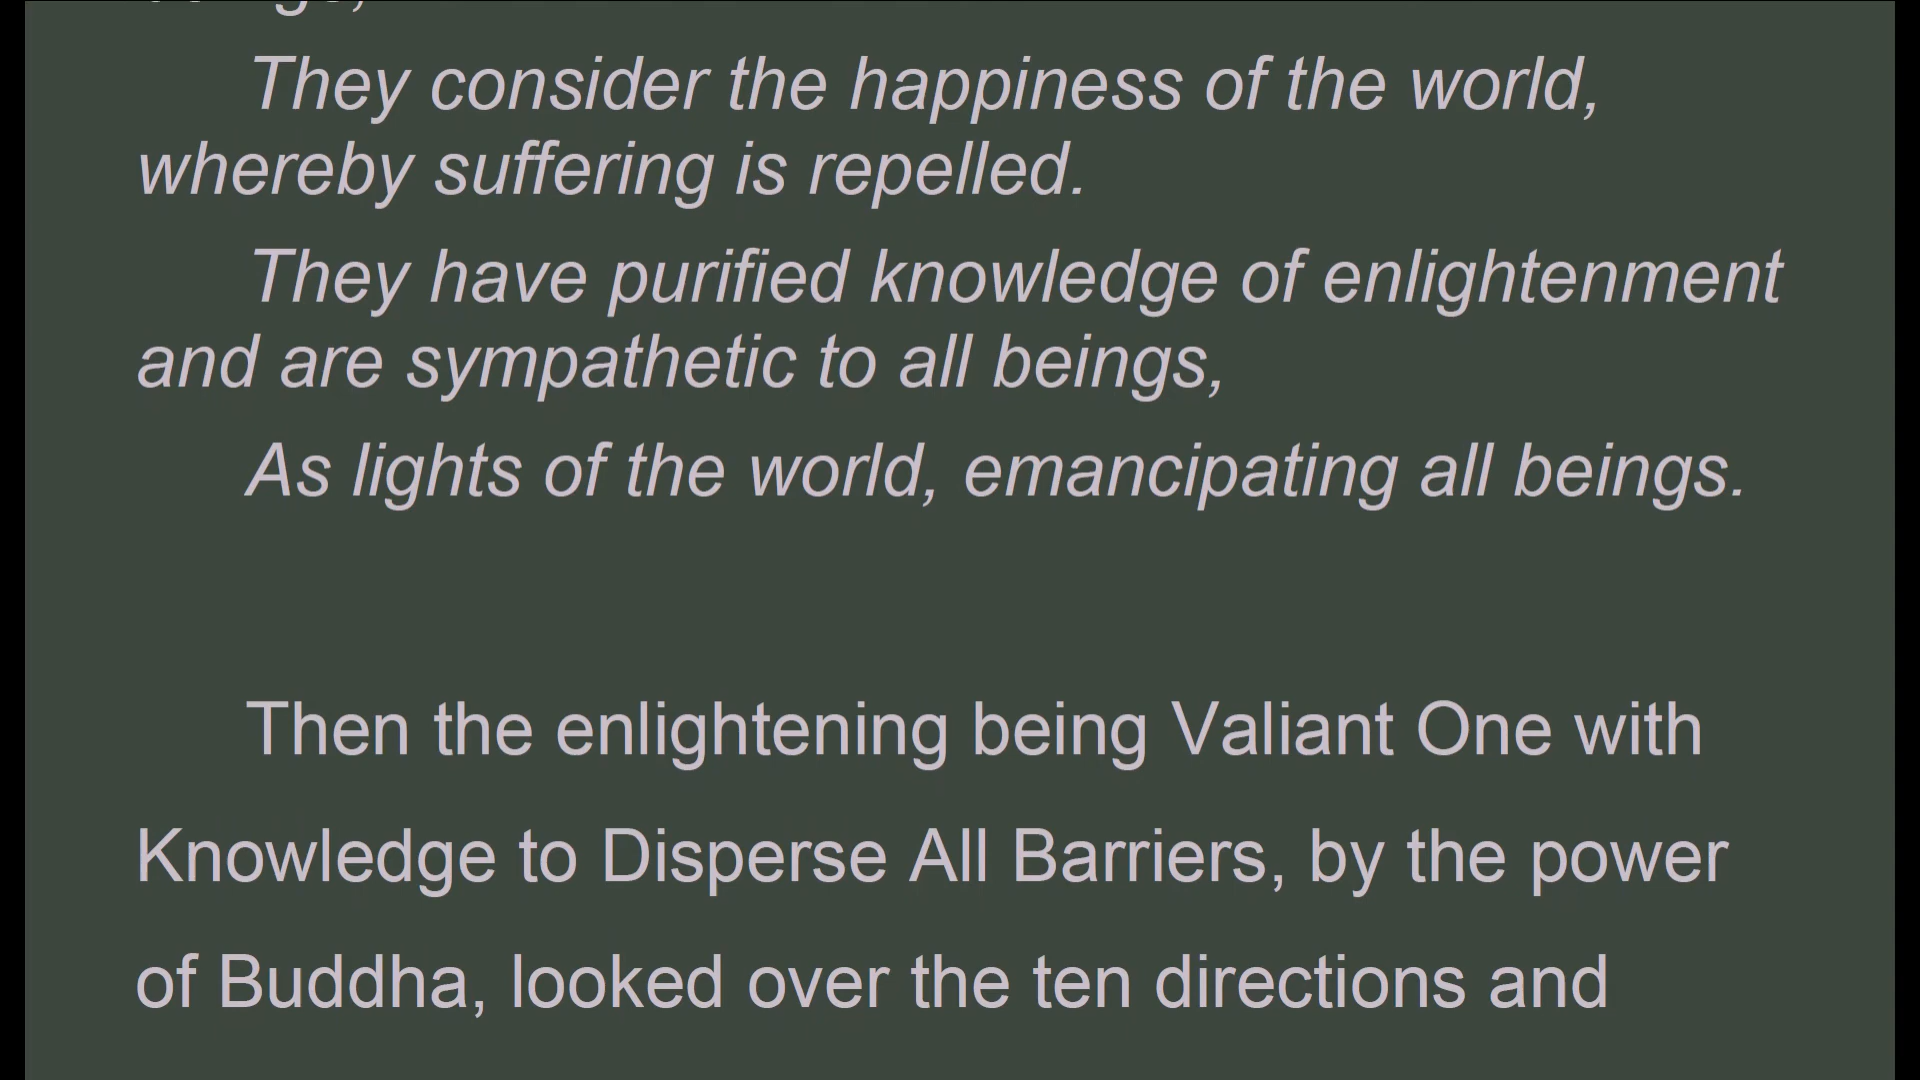 They consider the happiness of the world,
whereby suffering is repelled.
They have purified knowledge of enlightenment
and are sympathetic to all beings,
As lights of the world, emancipating all beings.
Then the enlightening being Valiant One with
Knowledge to Disperse All Barriers, by the power
of Buddha, looked over the ten directions and